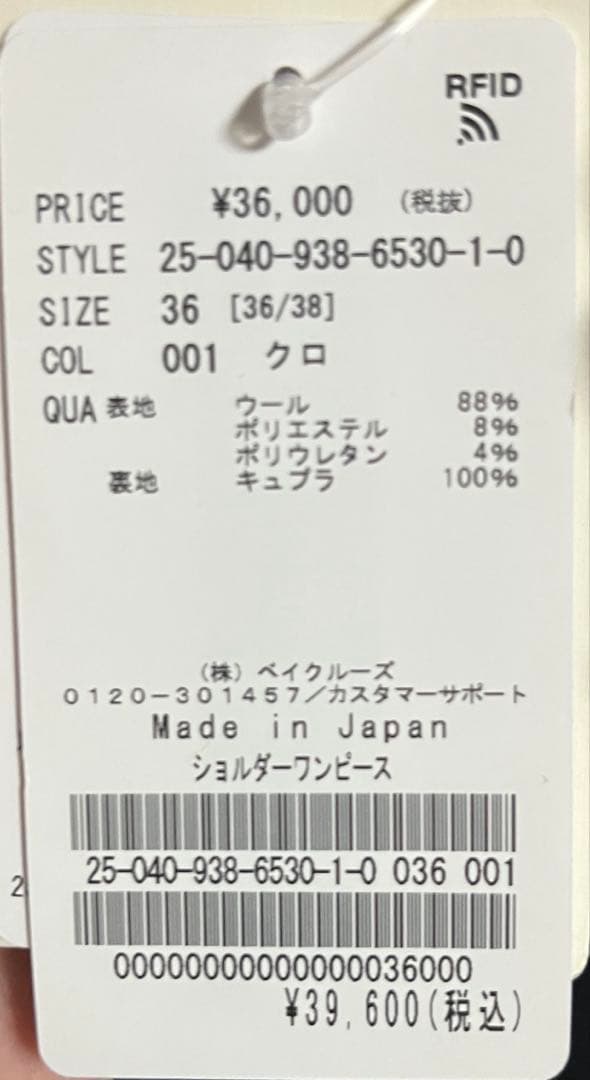 RFID
PRICE ¥36,000 (税抜)
STYLE 25-040-938-6530-1-0
SIZE 36 [36/38]
COL 001 クロ
QUA 表地 ウール 88%
ポリエステル 8%
ポリウレタン 4%
裏地 キュプラ 100%
(株) ベイクルーズ
0120-301457/カスタマーサポート
Made in Japan
ショルダーワンピース
25-040-938-6530-1-0 036 001
00000000000000036000
¥39,600(税込)
2